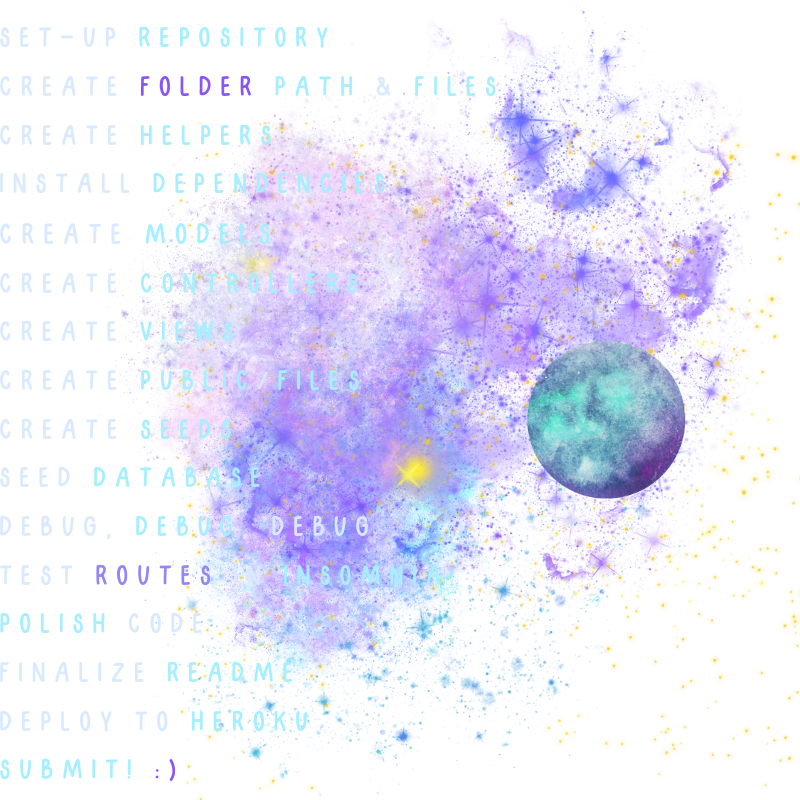 SET-UP REPOSITORY
CREATE FOLDER PATH & FILES
CREATE HELPERS
INSTALL DEPENDENCIES
CREATE MODELS
CREATE CONTROLLERS
CREATE VIEWS
CREATE PUBLIC FILES
CREATE SEEDS
SEED DATABASE
DEBUG, DEBUG, DEBUG
TEST ROUTES INSOMNIA
POLISH CODE
FINALIZE README
DEPLOY TO HEROKU
SUBMIT! :)